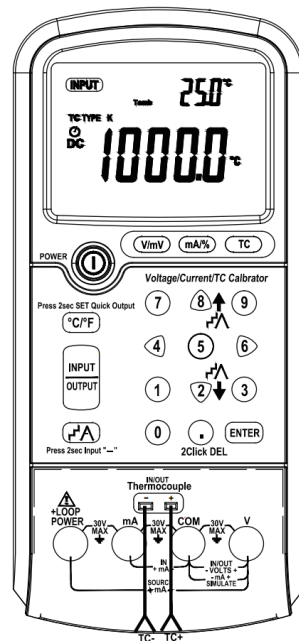 INPUT
Tamb 25.0 °C
TC TYPE K
DC
1000.0 °C
POWER
V/mV mA/% TC
Voltage/Current/TC Calbrator
Press 2sec SET Quick Output
°C/°F
7 8 9
INPUT
OUTPUT
4 5 6
1 2 3
Press 2sec Input "—"
0 . ENTER
2Click DEL
IN/OUT
Thermocouple
- +
+LOOP
POWER
30V
MAX
mA
30V
MAX
COM
30V
MAX
V
IN
+ mA -
IN/OUT
- VOLTS +
- mA +
SIMULATE
SOURC
+mA-
TC- TC+